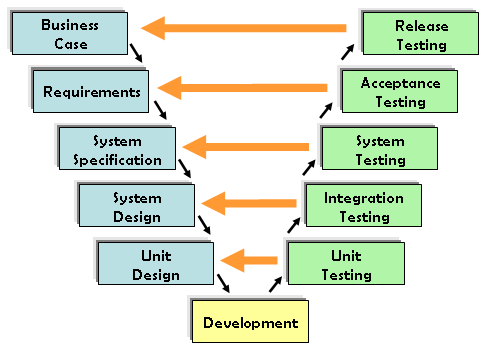 Business
Case
Release
Testing
Requirements
Acceptance
Testing
System
Specification
System
Testing
System
Design
Integration
Testing
Unit
Design
Unit
Testing
Development